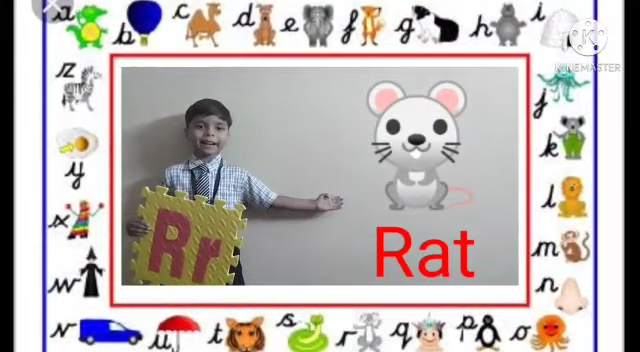 a b c d e f g h i
KINEMASTER
z j
y k
x l
w m
n
Rr
Rat
v u t s r q p o